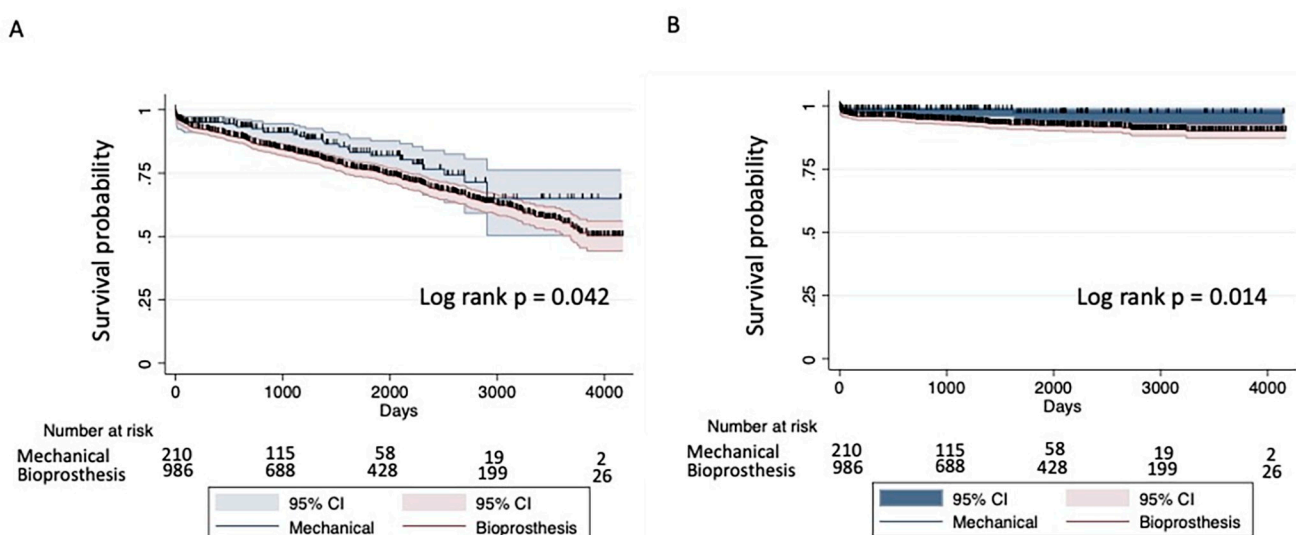 A
Survival probability
1
.75
.5
.25
0
Log rank p = 0.042
0 1000 2000 3000 4000
Days
Number at risk
Mechanical 210 115 58 19 2
Bioprosthesis 986 688 428 199 26
95% CI 95% CI
Mechanical Bioprosthesis
B
Survival probability
1
.75
.5
.25
0
Log rank p = 0.014
0 1000 2000 3000 4000
Days
Number at risk
Mechanical 210 115 58 19 2
Bioprosthesis 986 688 428 199 26
95% CI 95% CI
Mechanical Bioprosthesis